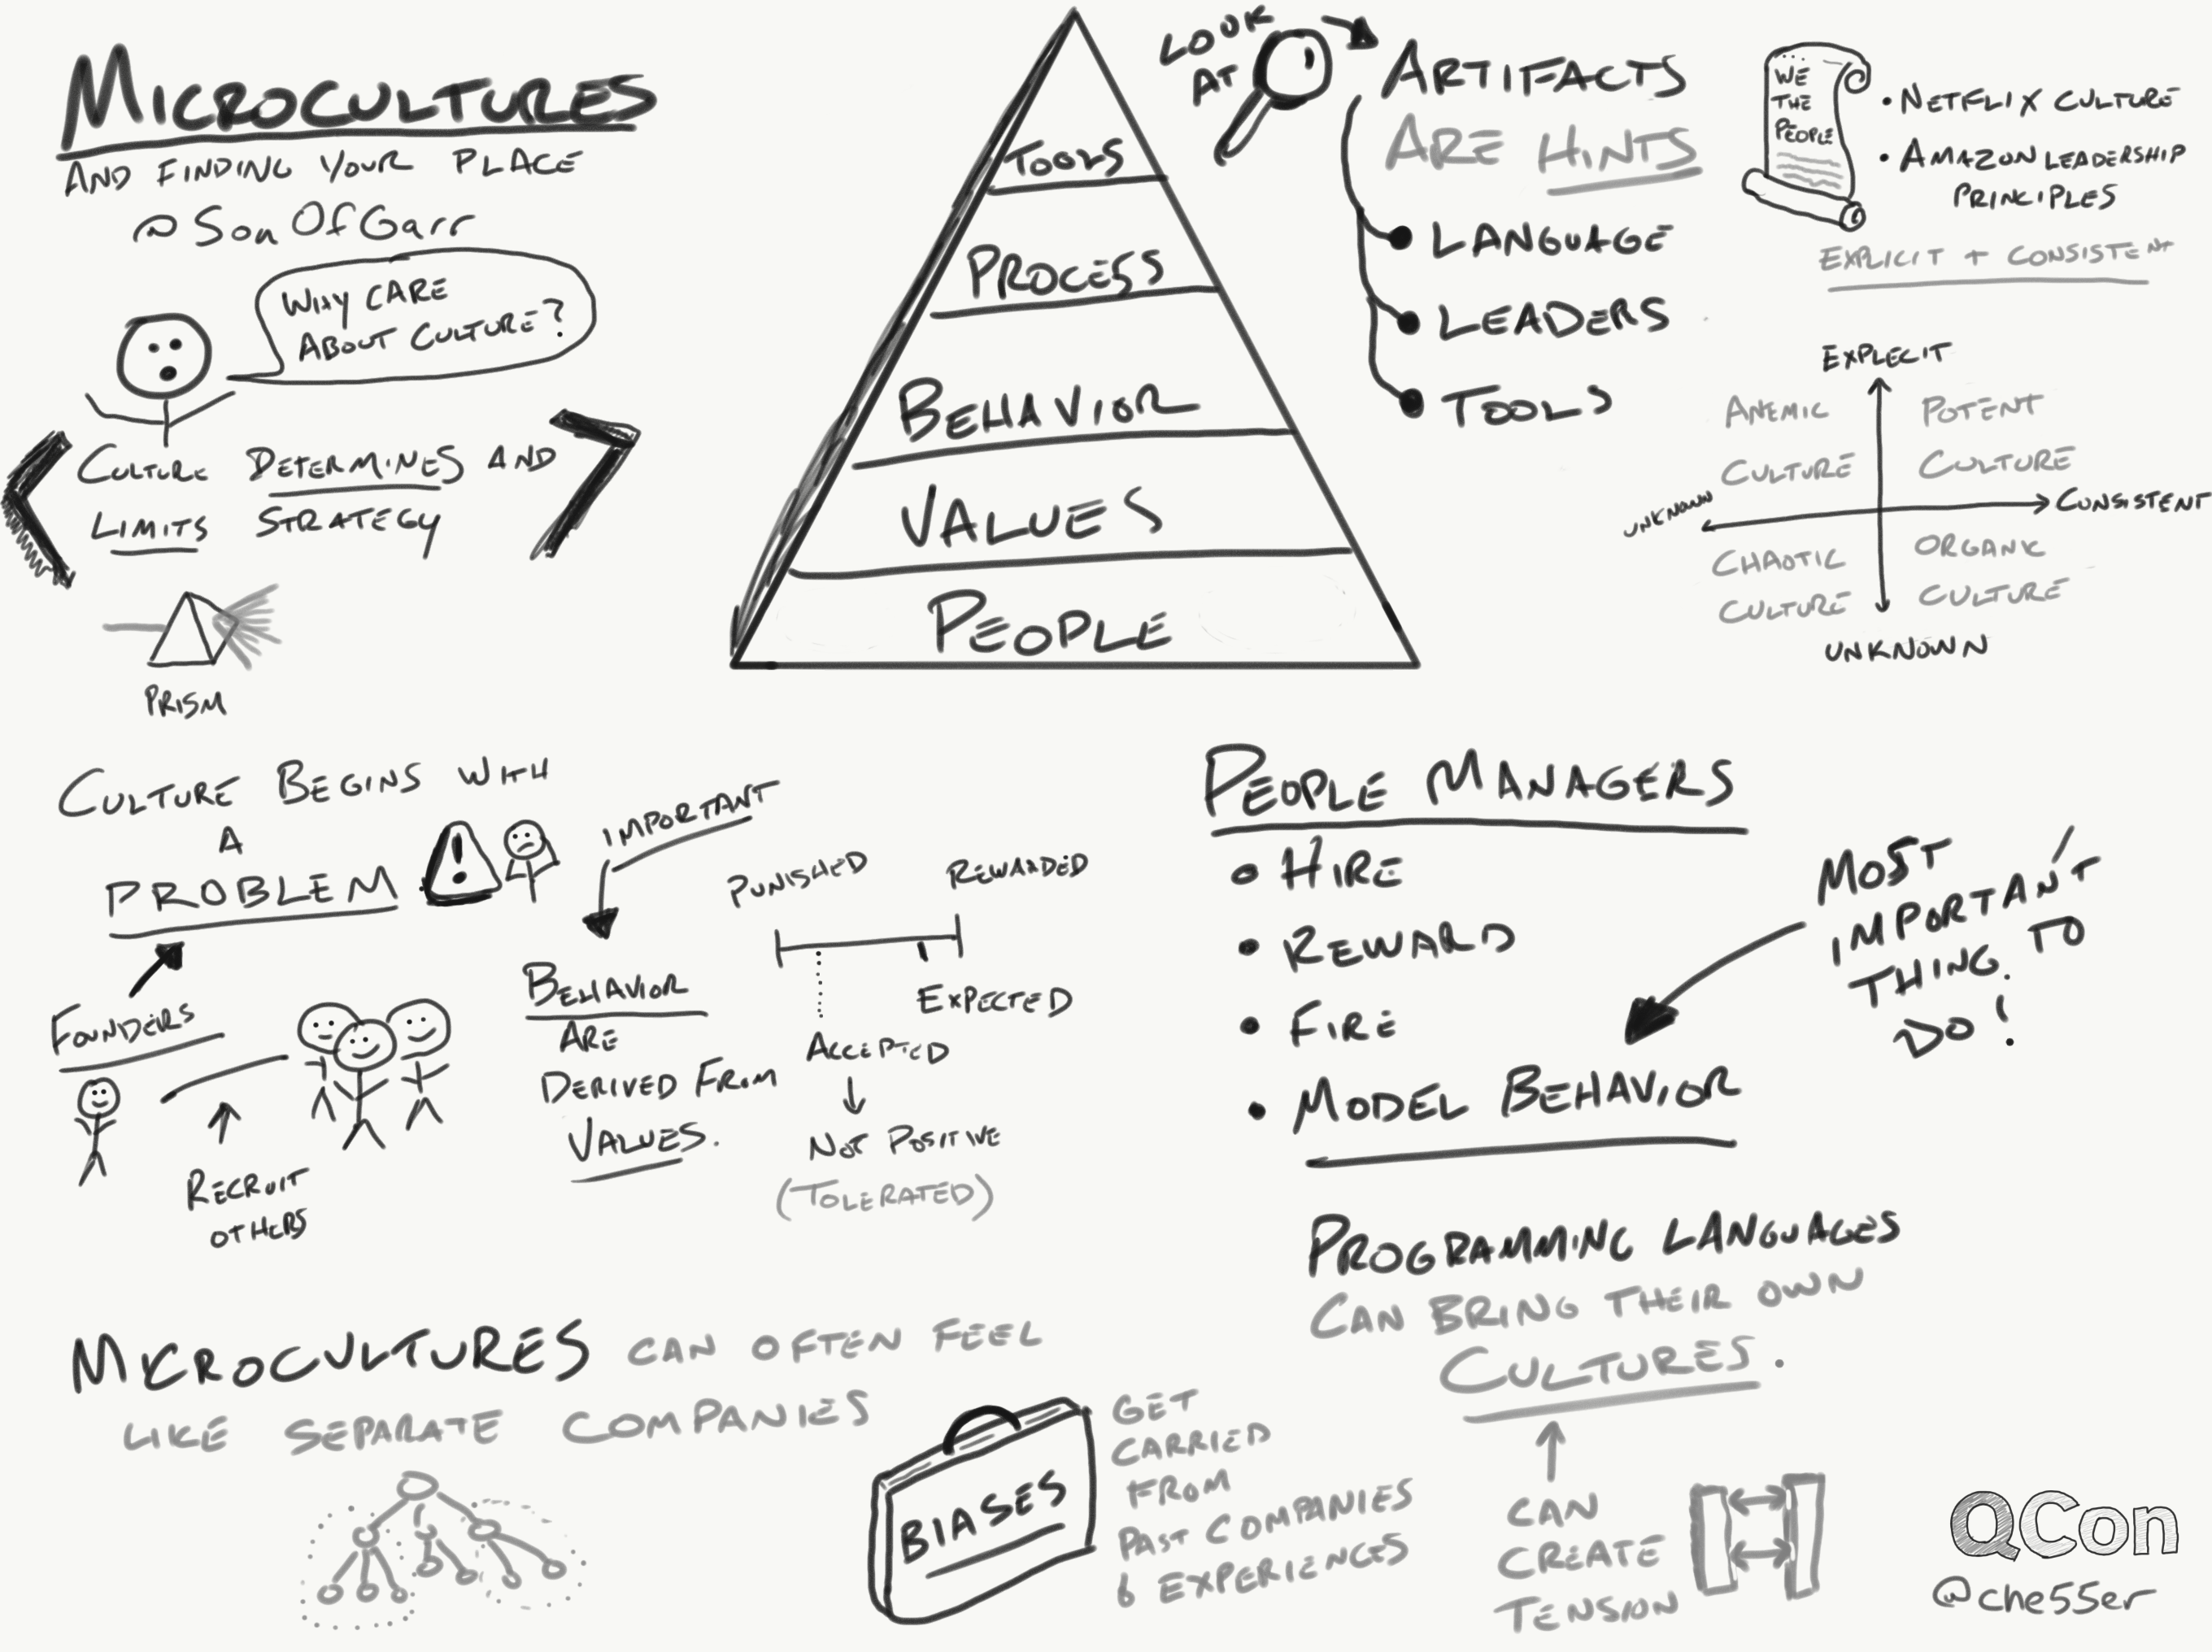 MICROCULTURES
AND FINDING YOUR PLACE
@SonOfGarr
WHY CARE
ABOUT CULTURE?
CULTURE DETERMINES AND
LIMITS STRATEGY
PRISM
TOOLS
PROCESS
BEHAVIOR
VALUES
PEOPLE
LOOK
AT
ARTIFACTS
ARE HINTS
LANGUAGE
LEADERS
TOOLS
WE
THE
PEOPLE
• NETFLIX CULTURE
• AMAZON LEADERSHIP
PRINCIPLES
EXPLICIT + CONSISTENT
EXPLECIT
ANEMIC
CULTURE
POTENT
CULTURE
UNKNOWN
CONSISTENT
CHAOTIC
CULTURE
ORGANIC
CULTURE
UNKNOWN
CULTURE BEGINS WITH
A
PROBLEM
FOUNDERS
RECRUIT
OTHERS
IMPORTANT
BEHAVIOR
ARE
DERIVED FROM
VALUES.
PUNISHED
REWARDED
EXPECTED
ACCEPTED
NOT POSITIVE
(TOLERATED)
PEOPLE MANAGERS
• HIRE
• REWARD
• FIRE
• MODEL BEHAVIOR
MOST
IMPORTANT
THING TO
DO!
MICROCULTURES CAN OFTEN FEEL
LIKE SEPARATE COMPANIES
BIASES
GET
CARRIED
FROM
PAST COMPANIES
& EXPERIENCES
PROGRAMMING LANGUAGES
CAN BRING THEIR OWN
CULTURES.
CAN
CREATE
TENSION
QCon
@che55er